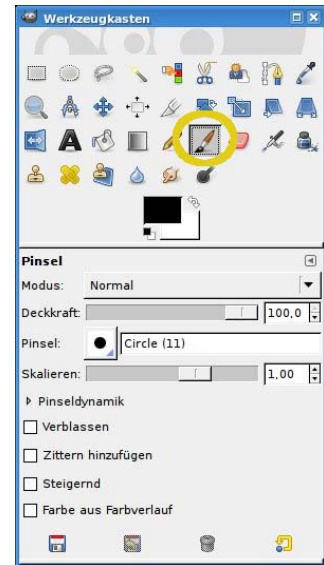 Werkzeugkasten
Pinsel
Modus: Normal
Deckkraft: 100,0
Pinsel: Circle (11)
Skalieren: 1,00
Pinseldynamik
Verblassen
Zittern hinzufügen
Steigernd
Farbe aus Farbverlauf